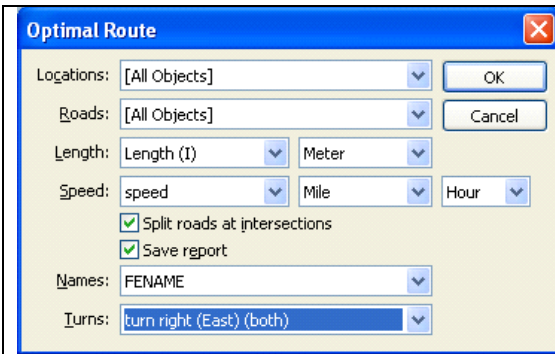 Optimal Route
Locations: [All Objects] OK
Roads: [All Objects] Cancel
Length: Length (I) Meter
Speed: speed Mile Hour
Split roads at intersections
Save report
Names: FENAME
Turns: turn right (East) (both)